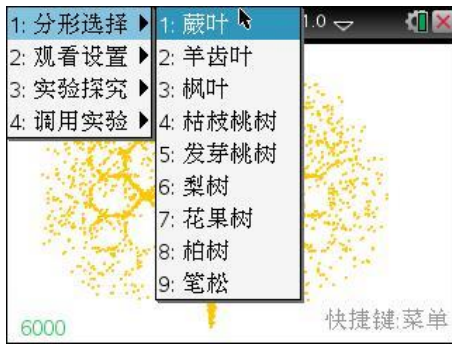 1: 分形选择 ▶
2: 观看设置 ▶
3: 实验探究 ▶
4: 调用实验 ▶
1: 蕨叶
2: 羊齿叶
3: 枫叶
4: 枯枝桃树
5: 发芽桃树
6: 梨树
7: 花果树
8: 柏树
9: 笔松
1.0
6000
快捷键:菜单